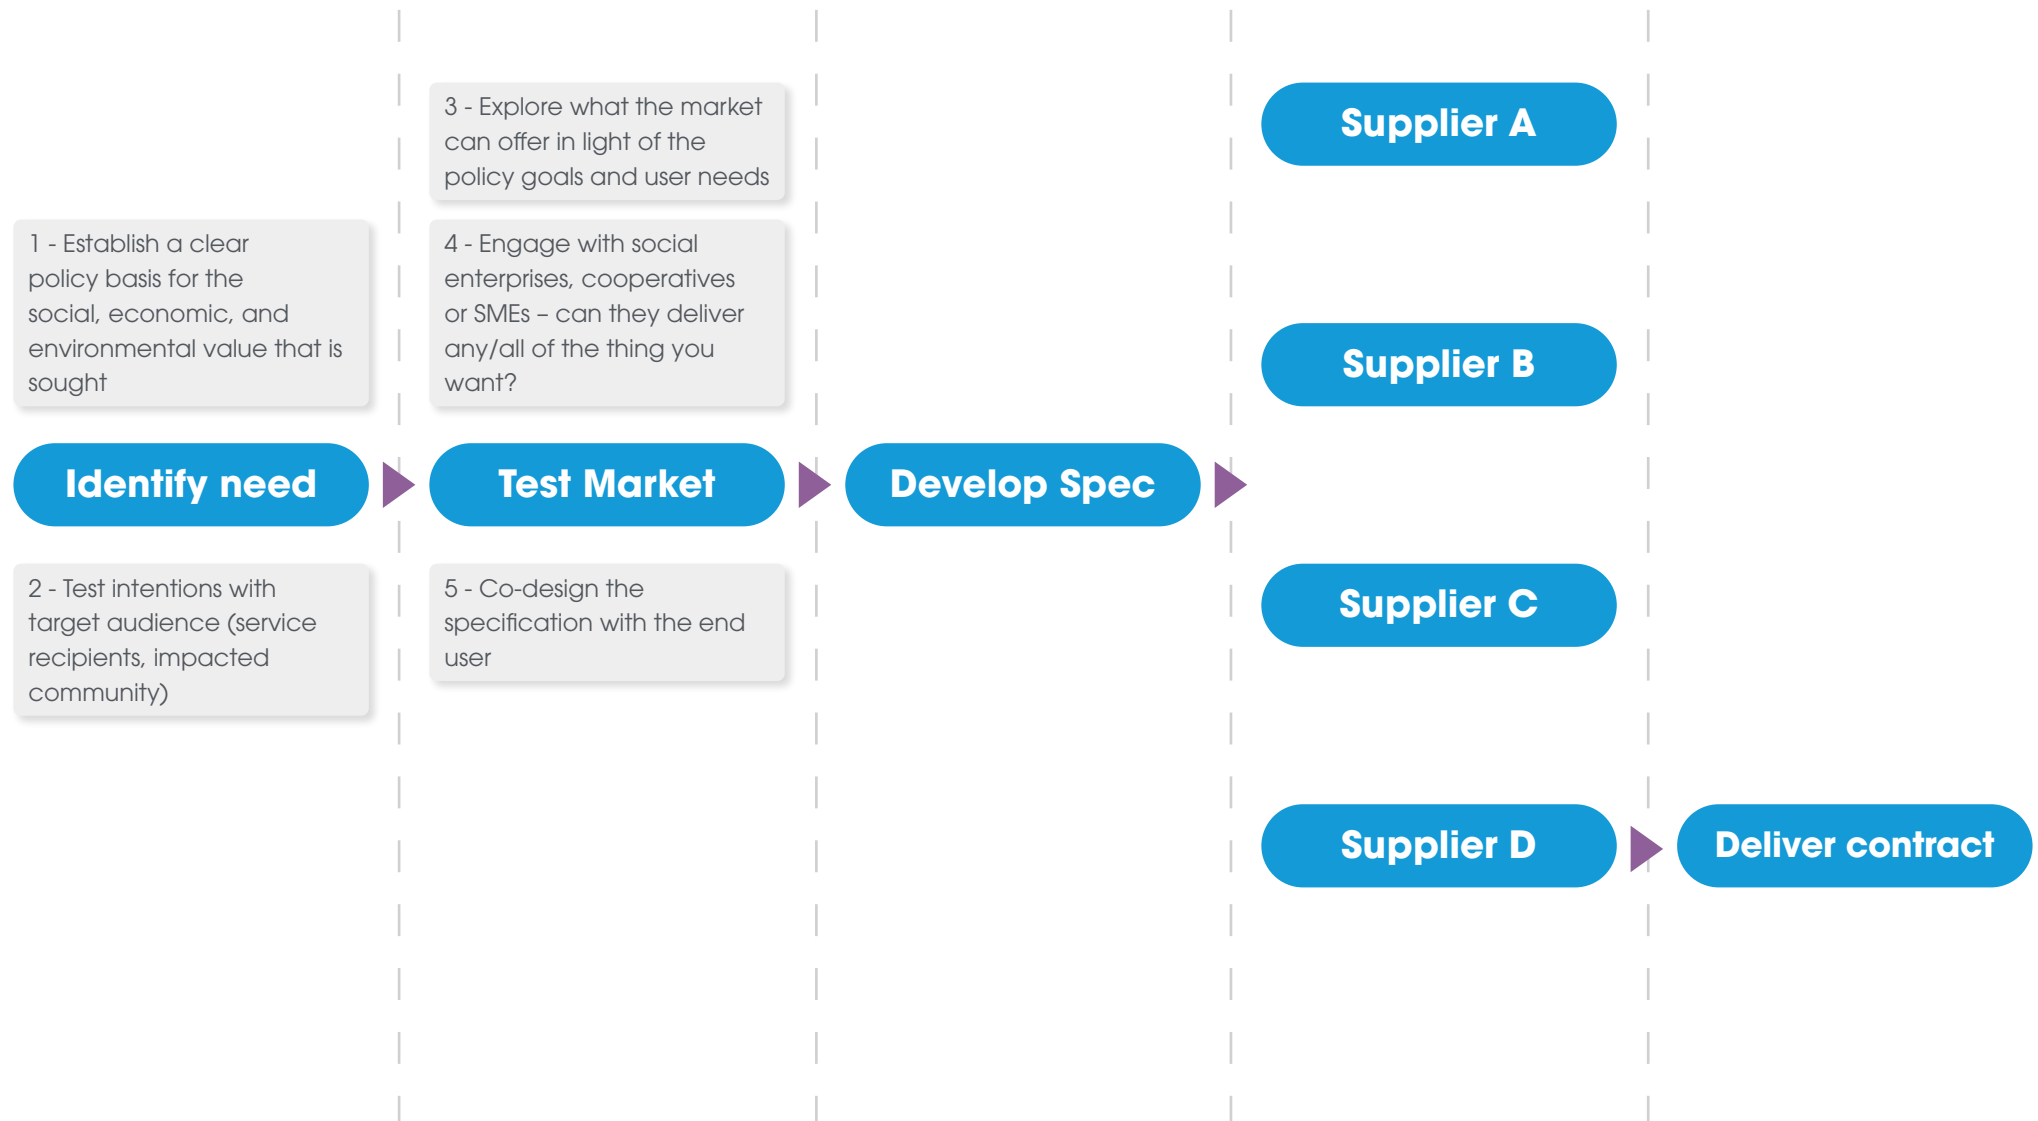 1 - Establish a clear
policy basis for the
social, economic, and
environmental value that is
sought
Identify need
2 - Test intentions with
target audience (service
recipients, impacted
community)
3 - Explore what the market
can offer in light of the
policy goals and user needs
4 - Engage with social
enterprises, cooperatives
or SMEs – can they deliver
any/all of the thing you
want?
Test Market
5 - Co-design the
specification with the end
user
Develop Spec
Supplier A
Supplier B
Supplier C
Supplier D
Deliver contract